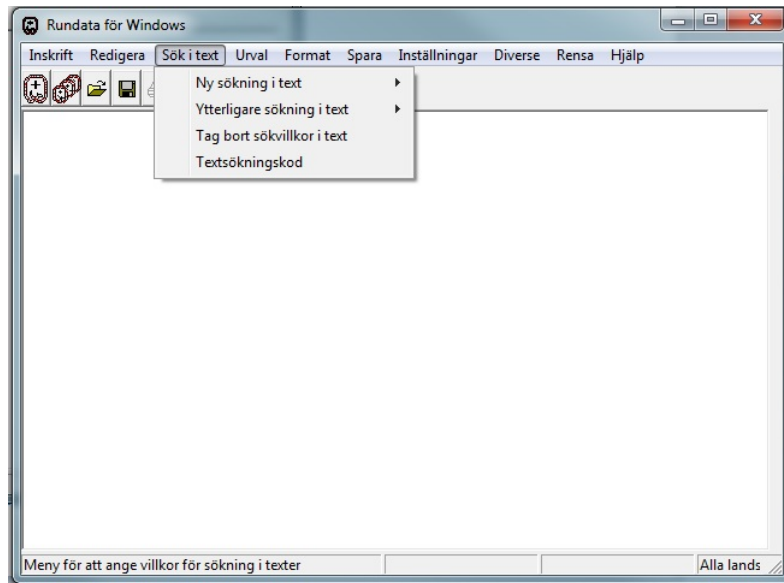 Rundata för Windows
Inskrift Redigera Sök i text Urval Format Spara Inställningar Diverse Rensa Hjälp
Ny sökning i text
Ytterligare sökning i text
Tag bort sökvillkor i text
Textsökningskod
Meny för att ange villkor för sökning i texter Alla lands